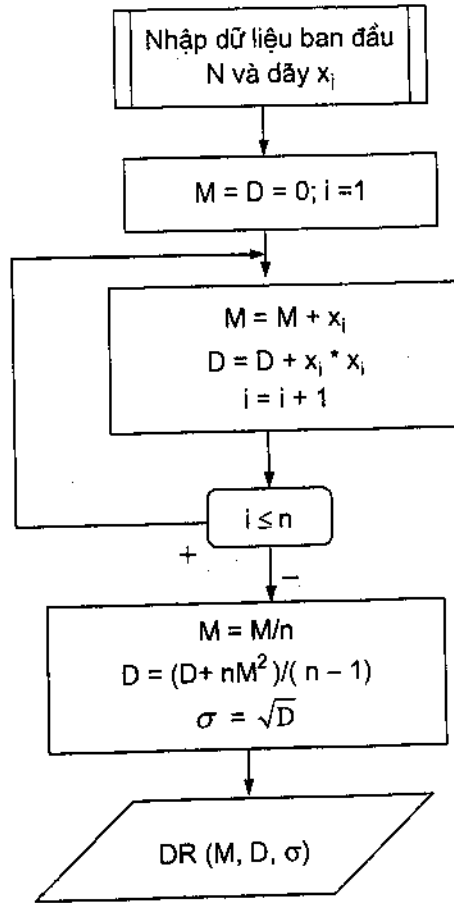 Nhập dữ liệu ban đầu
N và dãy xᵢ
M = D = 0; i =1
M = M + xᵢ
D = D + xᵢ * xᵢ
i = i + 1
i ≤ n
+
−
M = M/n
D = (D+ nM²)/( n − 1)
σ = √D
DR (M, D, σ)